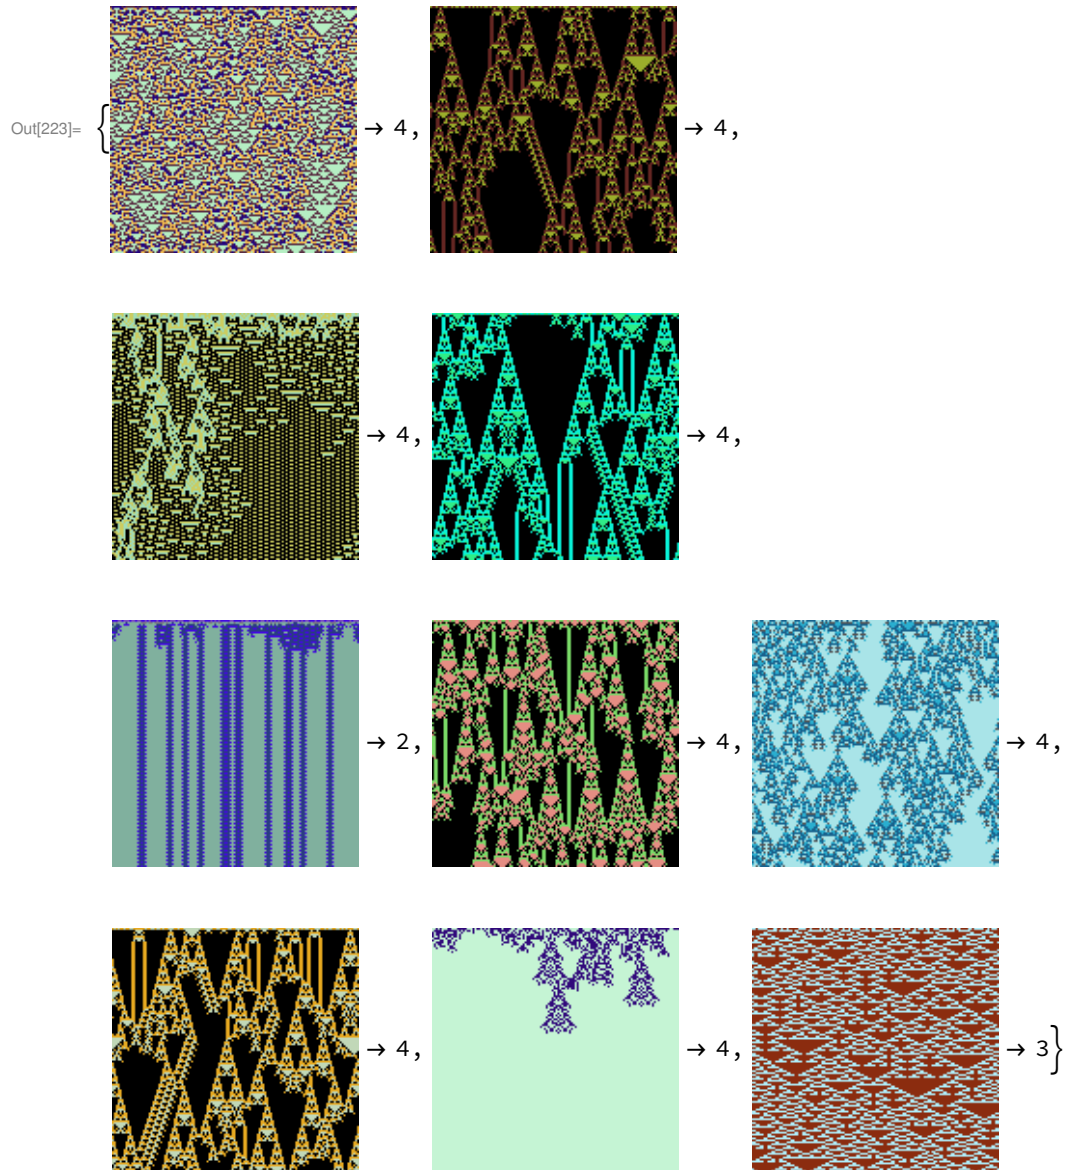 Out[223]= { → 4, → 4,
→ 4, → 4,
→ 2, → 4, → 4,
→ 4, → 4, → 3}